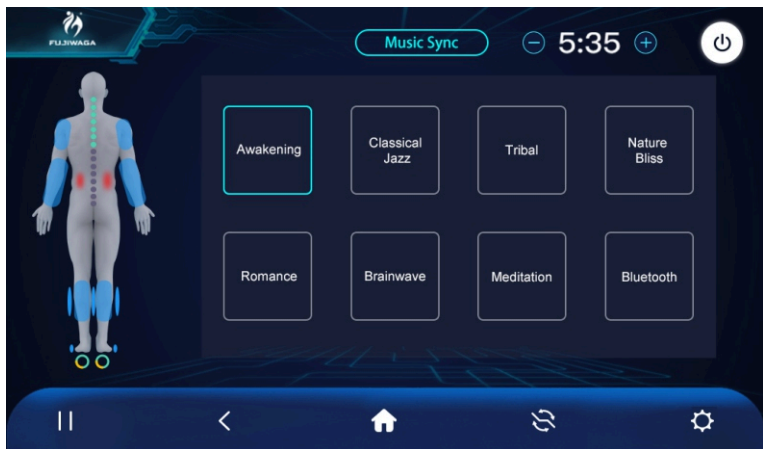 FUJIWAGA
Music Sync
5:35
Awakening
Classical
Jazz
Tribal
Nature
Bliss
Romance
Brainwave
Meditation
Bluetooth